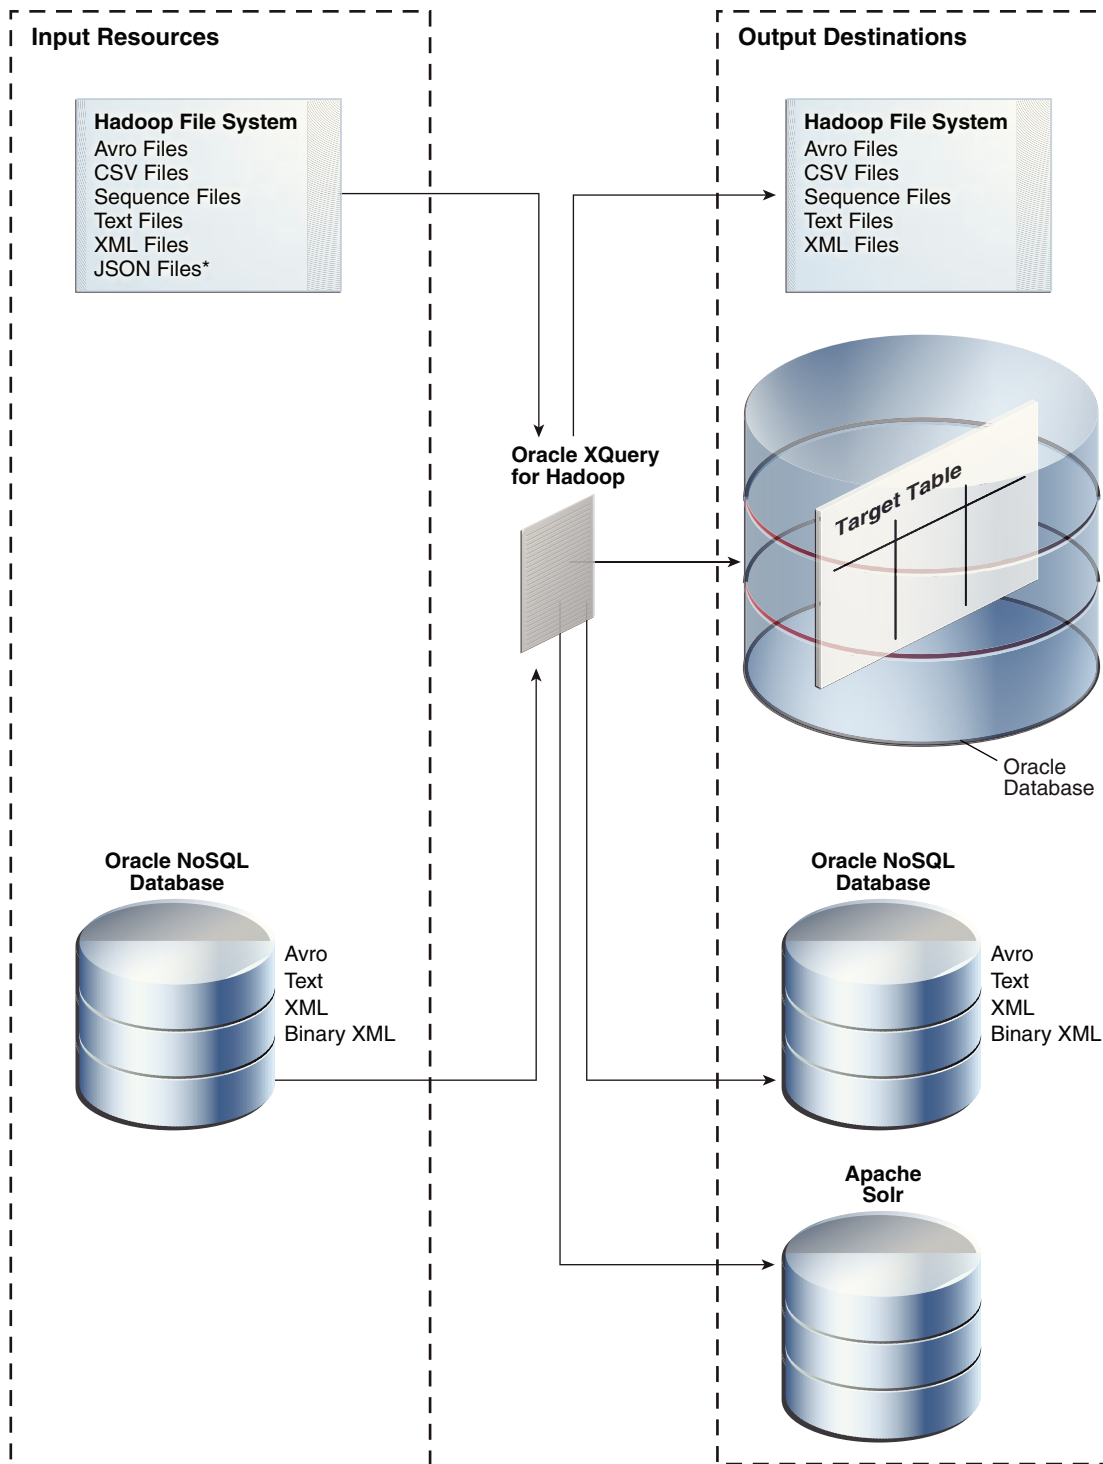 Input Resources
Hadoop File System
Avro Files
CSV Files
Sequence Files
Text Files
XML Files
JSON Files*
Oracle NoSQL
Database
Avro
Text
XML
Binary XML
Oracle XQuery
for Hadoop
Output Destinations
Hadoop File System
Avro Files
CSV Files
Sequence Files
Text Files
XML Files
Target Table
Oracle
Database
Oracle NoSQL
Database
Avro
Text
XML
Binary XML
Apache
Solr